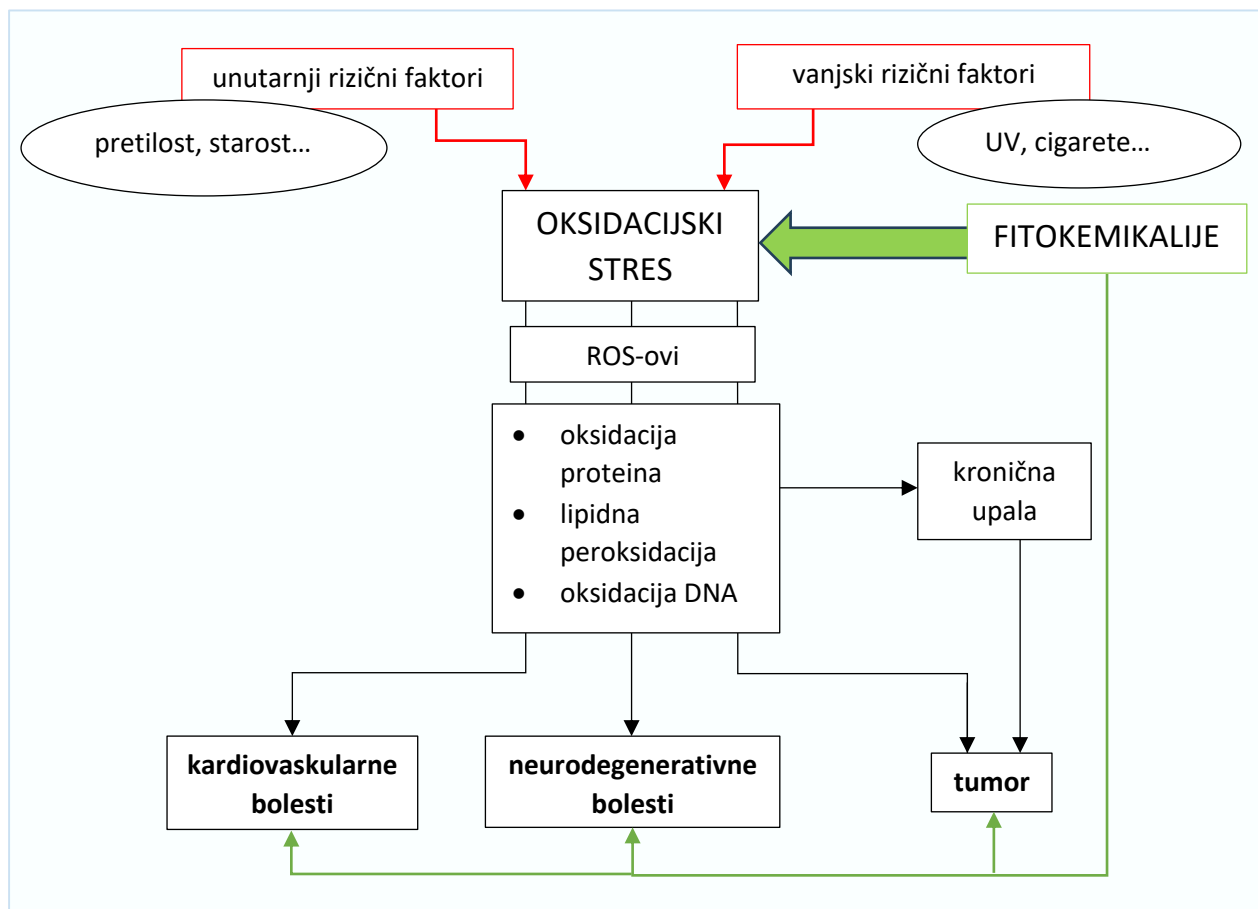 unutarnji rizični faktori
vanjski rizični faktori
pretilost, starost...
UV, cigarete...
OKSIDACIJSKI
STRES
FITOKEMIKALIJE
ROS-ovi
• oksidacija
proteina
• lipidna
peroksidacija
• oksidacija DNA
kronična
upala
kardiovaskularne
bolesti
neurodegenerativne
bolesti
tumor